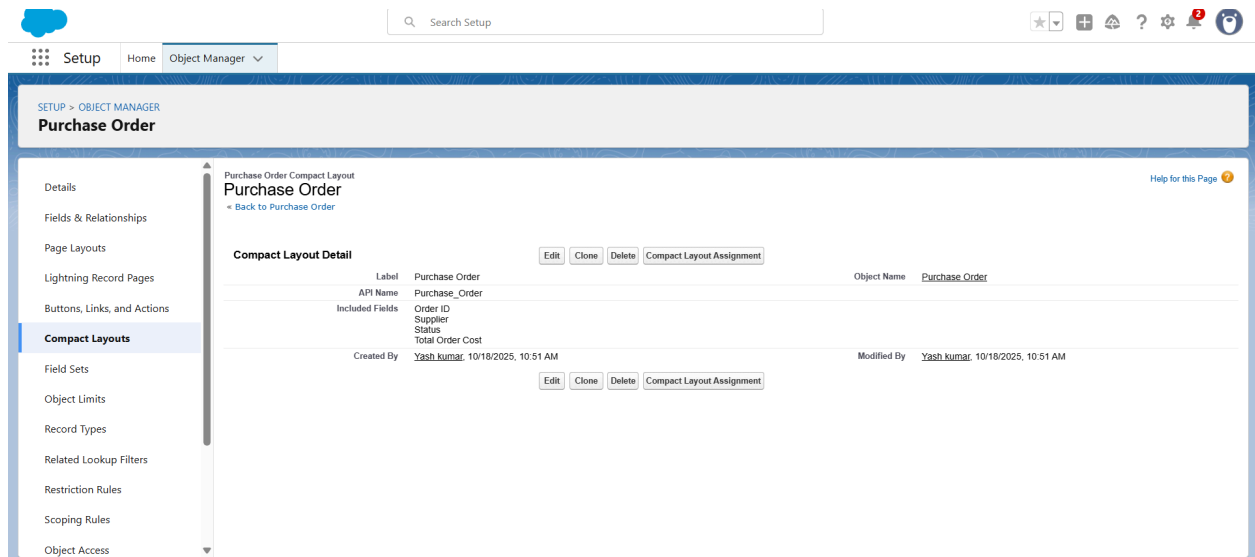 Search Setup
2
Setup
Home
Object Manager
SETUP > OBJECT MANAGER
Purchase Order
Details
Fields & Relationships
Page Layouts
Lightning Record Pages
Buttons, Links, and Actions
Compact Layouts
Field Sets
Object Limits
Record Types
Related Lookup Filters
Restriction Rules
Scoping Rules
Object Access
Purchase Order Compact Layout
Purchase Order
« Back to Purchase Order
Help for this Page ?
Compact Layout Detail
Edit Clone Delete Compact Layout Assignment
Label Purchase Order Object Name Purchase Order
API Name Purchase_Order
Included Fields Order ID
Supplier
Status
Total Order Cost
Created By Yash kumar, 10/18/2025, 10:51 AM Modified By Yash kumar, 10/18/2025, 10:51 AM
Edit Clone Delete Compact Layout Assignment